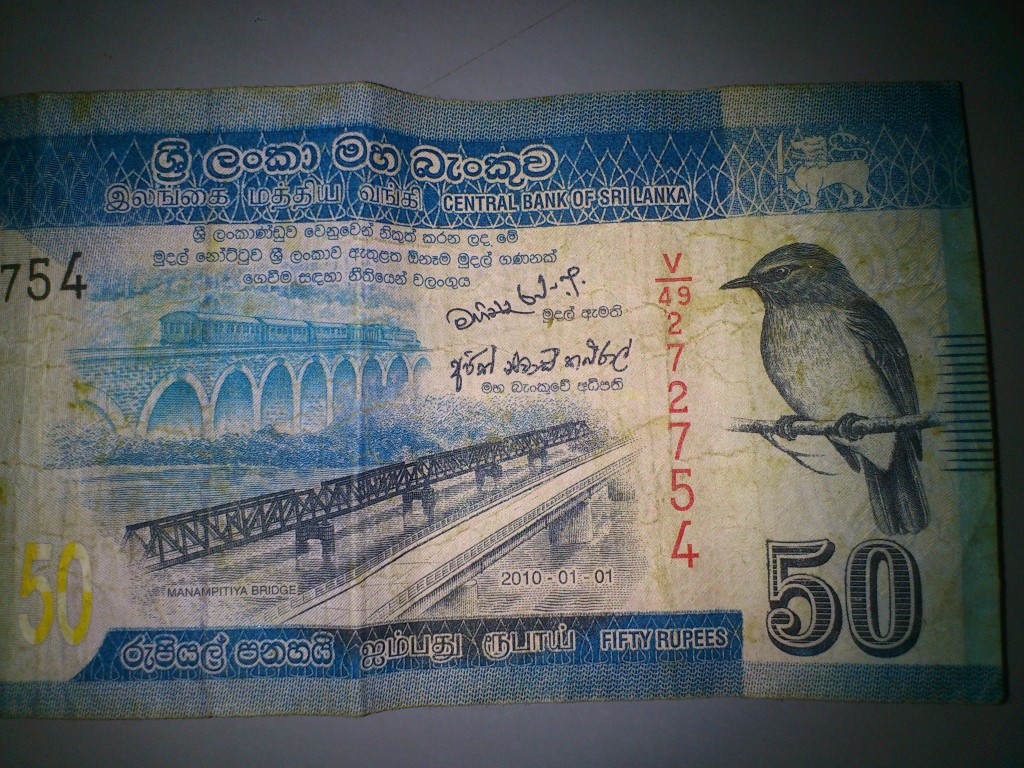 ශ්‍රී ලංකා මහ බැංකුව
இலங்கை மத்திய வங்கி CENTRAL BANK OF SRI LANKA
ශ්‍රී ලංකාණ්ඩුව වෙනුවෙන් නිකුත් කරන ලද මේ
මුදල් නෝට්ටුව ශ්‍රී ලංකාව ඇතුළත ඕනෑම මුදල් ගණනක්
ගෙවීම සඳහා නීතියෙන් වලංගුය
754
මුදල් ඇමති
මහ බැංකුවේ අධිපති
V/49 272754
MANAMPITIYA BRIDGE
2010 - 01 - 01
50
50
රුපියල් පනහයි ஐம்பது ரூபாய் FIFTY RUPEES